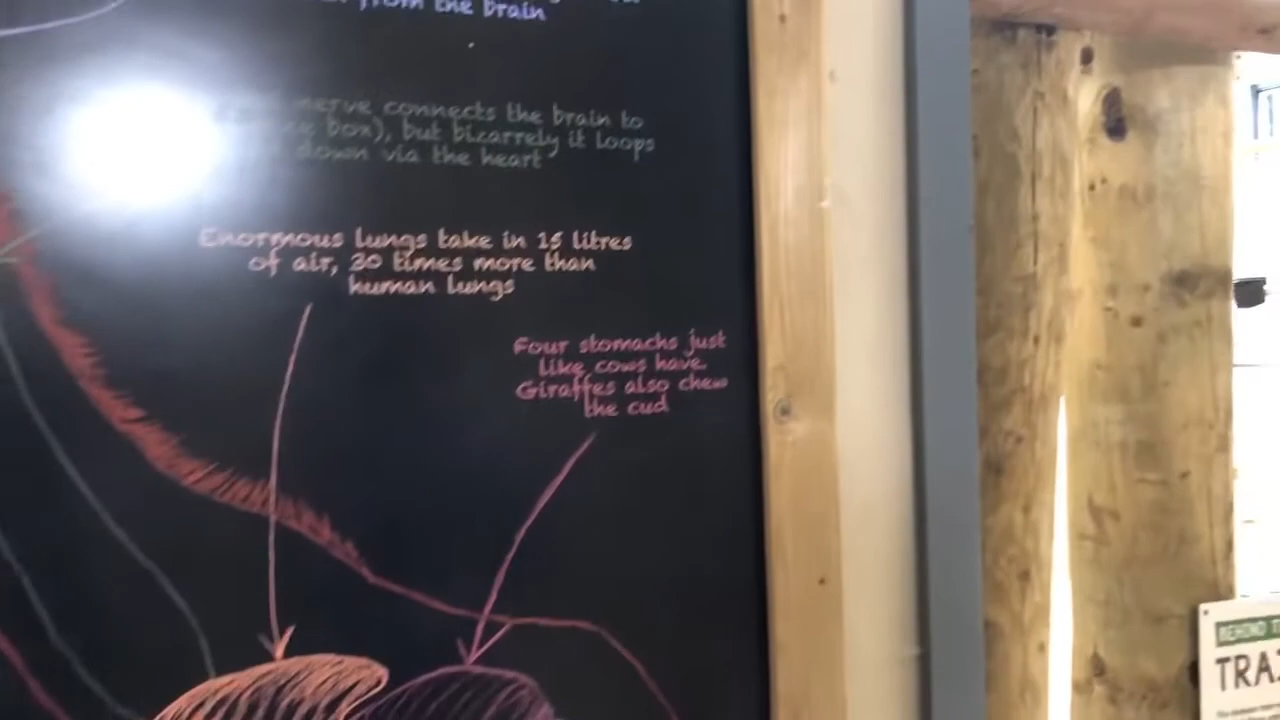 from the brain
nerve connects the brain to
box), but bizarrely it loops
down via the heart
Enormous lungs take in 15 litres
of air, 30 times more than
human lungs
Four stomachs just
like cows have.
Giraffes also chew
the cud
BEHIND